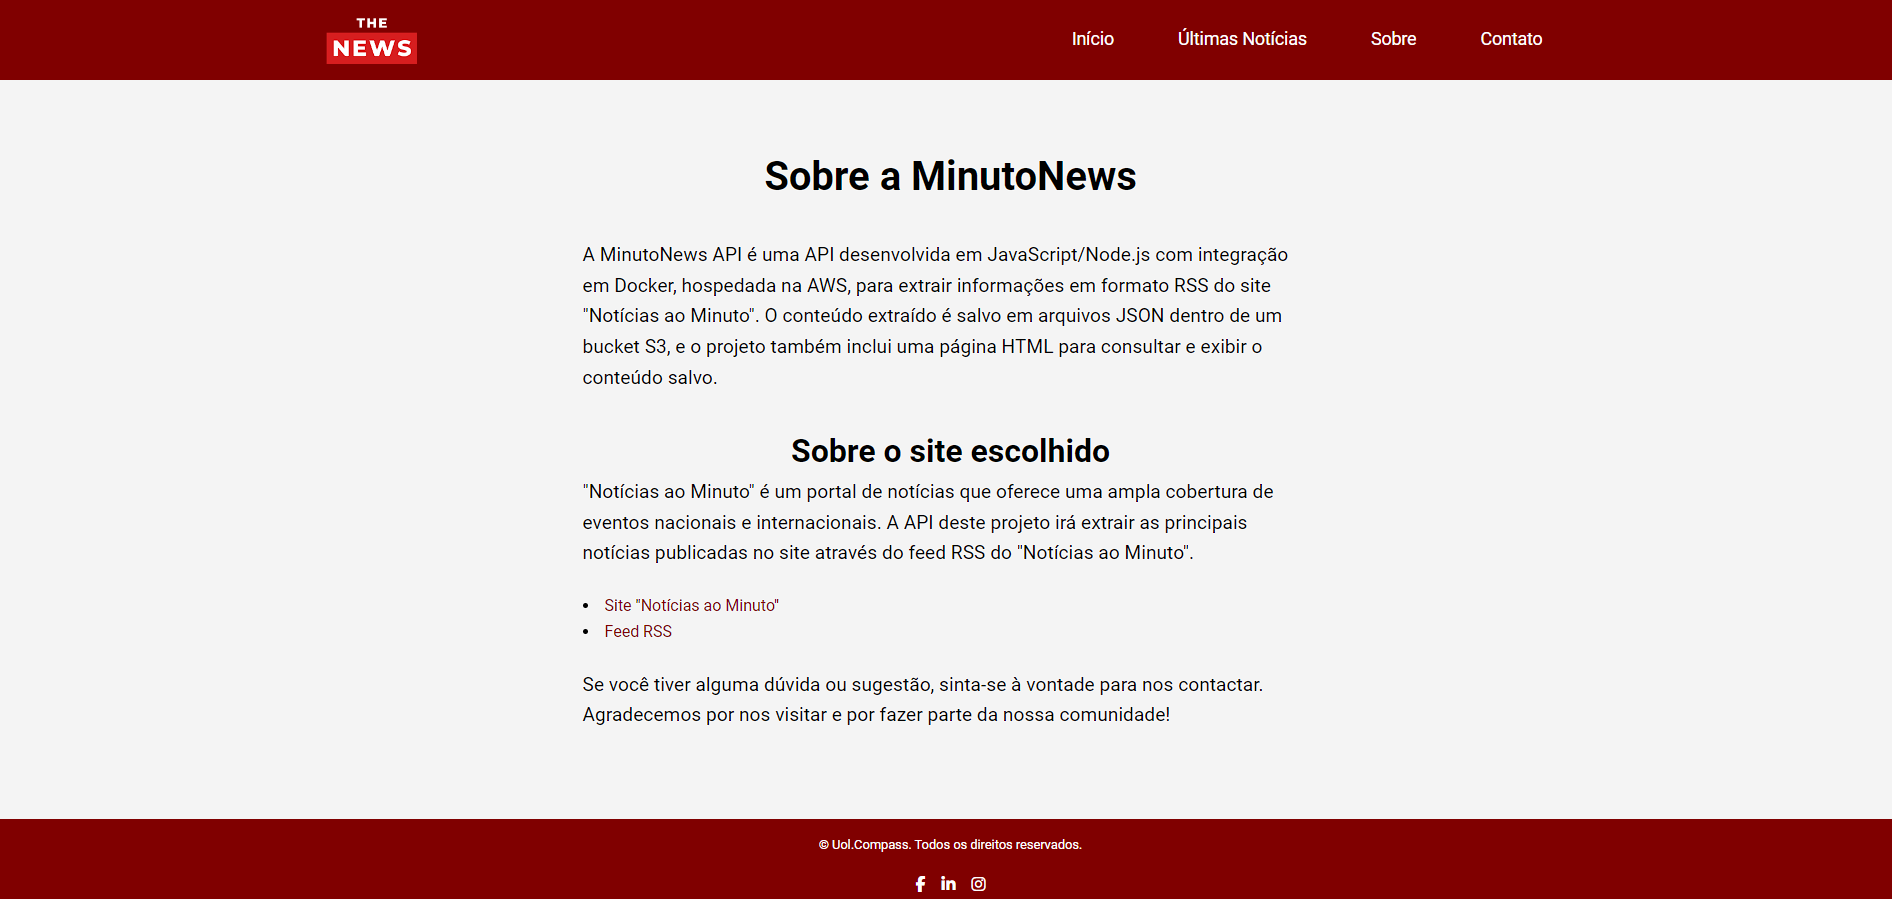 THE
NEWS
Início
Últimas Notícias
Sobre
Contato
Sobre a MinutoNews
A MinutoNews API é uma API desenvolvida em JavaScript/Node.js com integração
em Docker, hospedada na AWS, para extrair informações em formato RSS do site
"Notícias ao Minuto". O conteúdo extraído é salvo em arquivos JSON dentro de um
bucket S3, e o projeto também inclui uma página HTML para consultar e exibir o
conteúdo salvo.
Sobre o site escolhido
"Notícias ao Minuto" é um portal de notícias que oferece uma ampla cobertura de
eventos nacionais e internacionais. A API deste projeto irá extrair as principais
notícias publicadas no site através do feed RSS do "Notícias ao Minuto".
• Site "Notícias ao Minuto"
• Feed RSS
Se você tiver alguma dúvida ou sugestão, sinta-se à vontade para nos contactar.
Agradecemos por nos visitar e por fazer parte da nossa comunidade!
© Uol.Compass. Todos os direitos reservados.